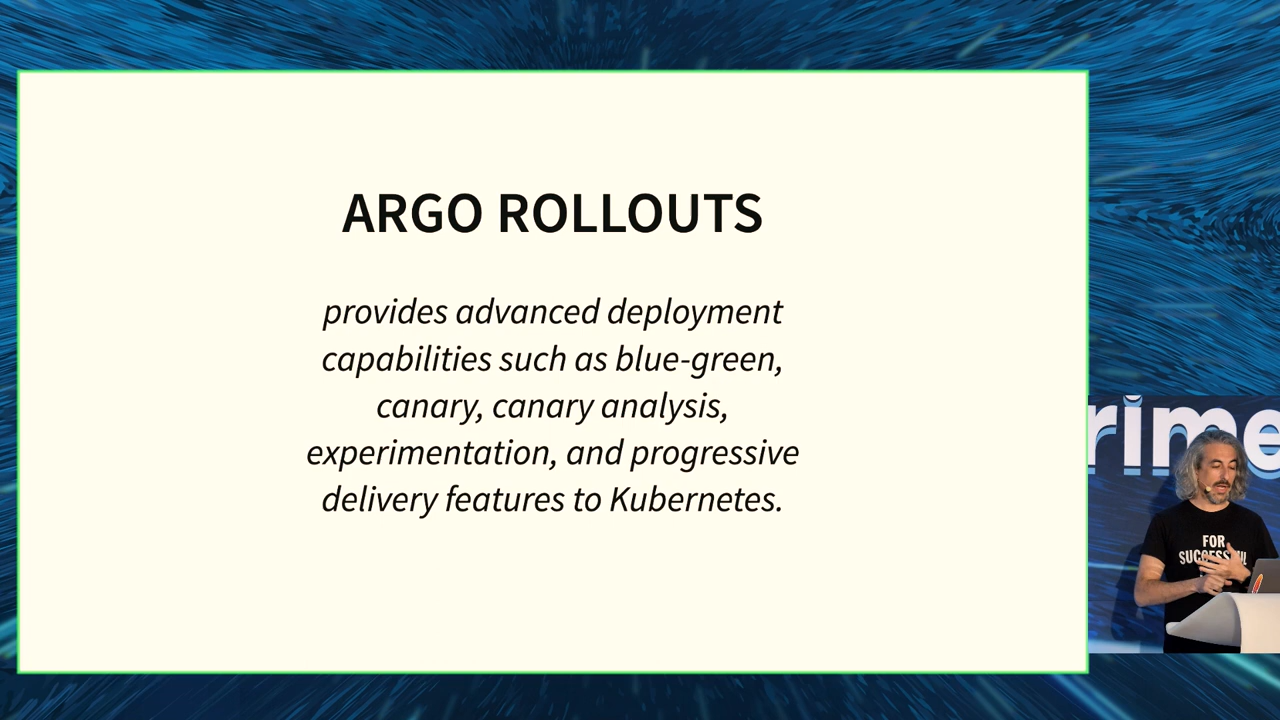 ARGO ROLLOUTS
provides advanced deployment
capabilities such as blue-green,
canary, canary analysis,
experimentation, and progressive
delivery features to Kubernetes.
rime
FOR